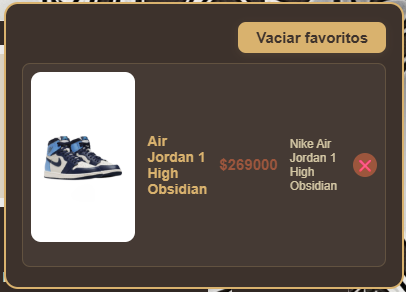 Vaciar favoritos
Air
Jordan 1
High
Obsidian
$269000
Nike Air
Jordan 1
High
Obsidian